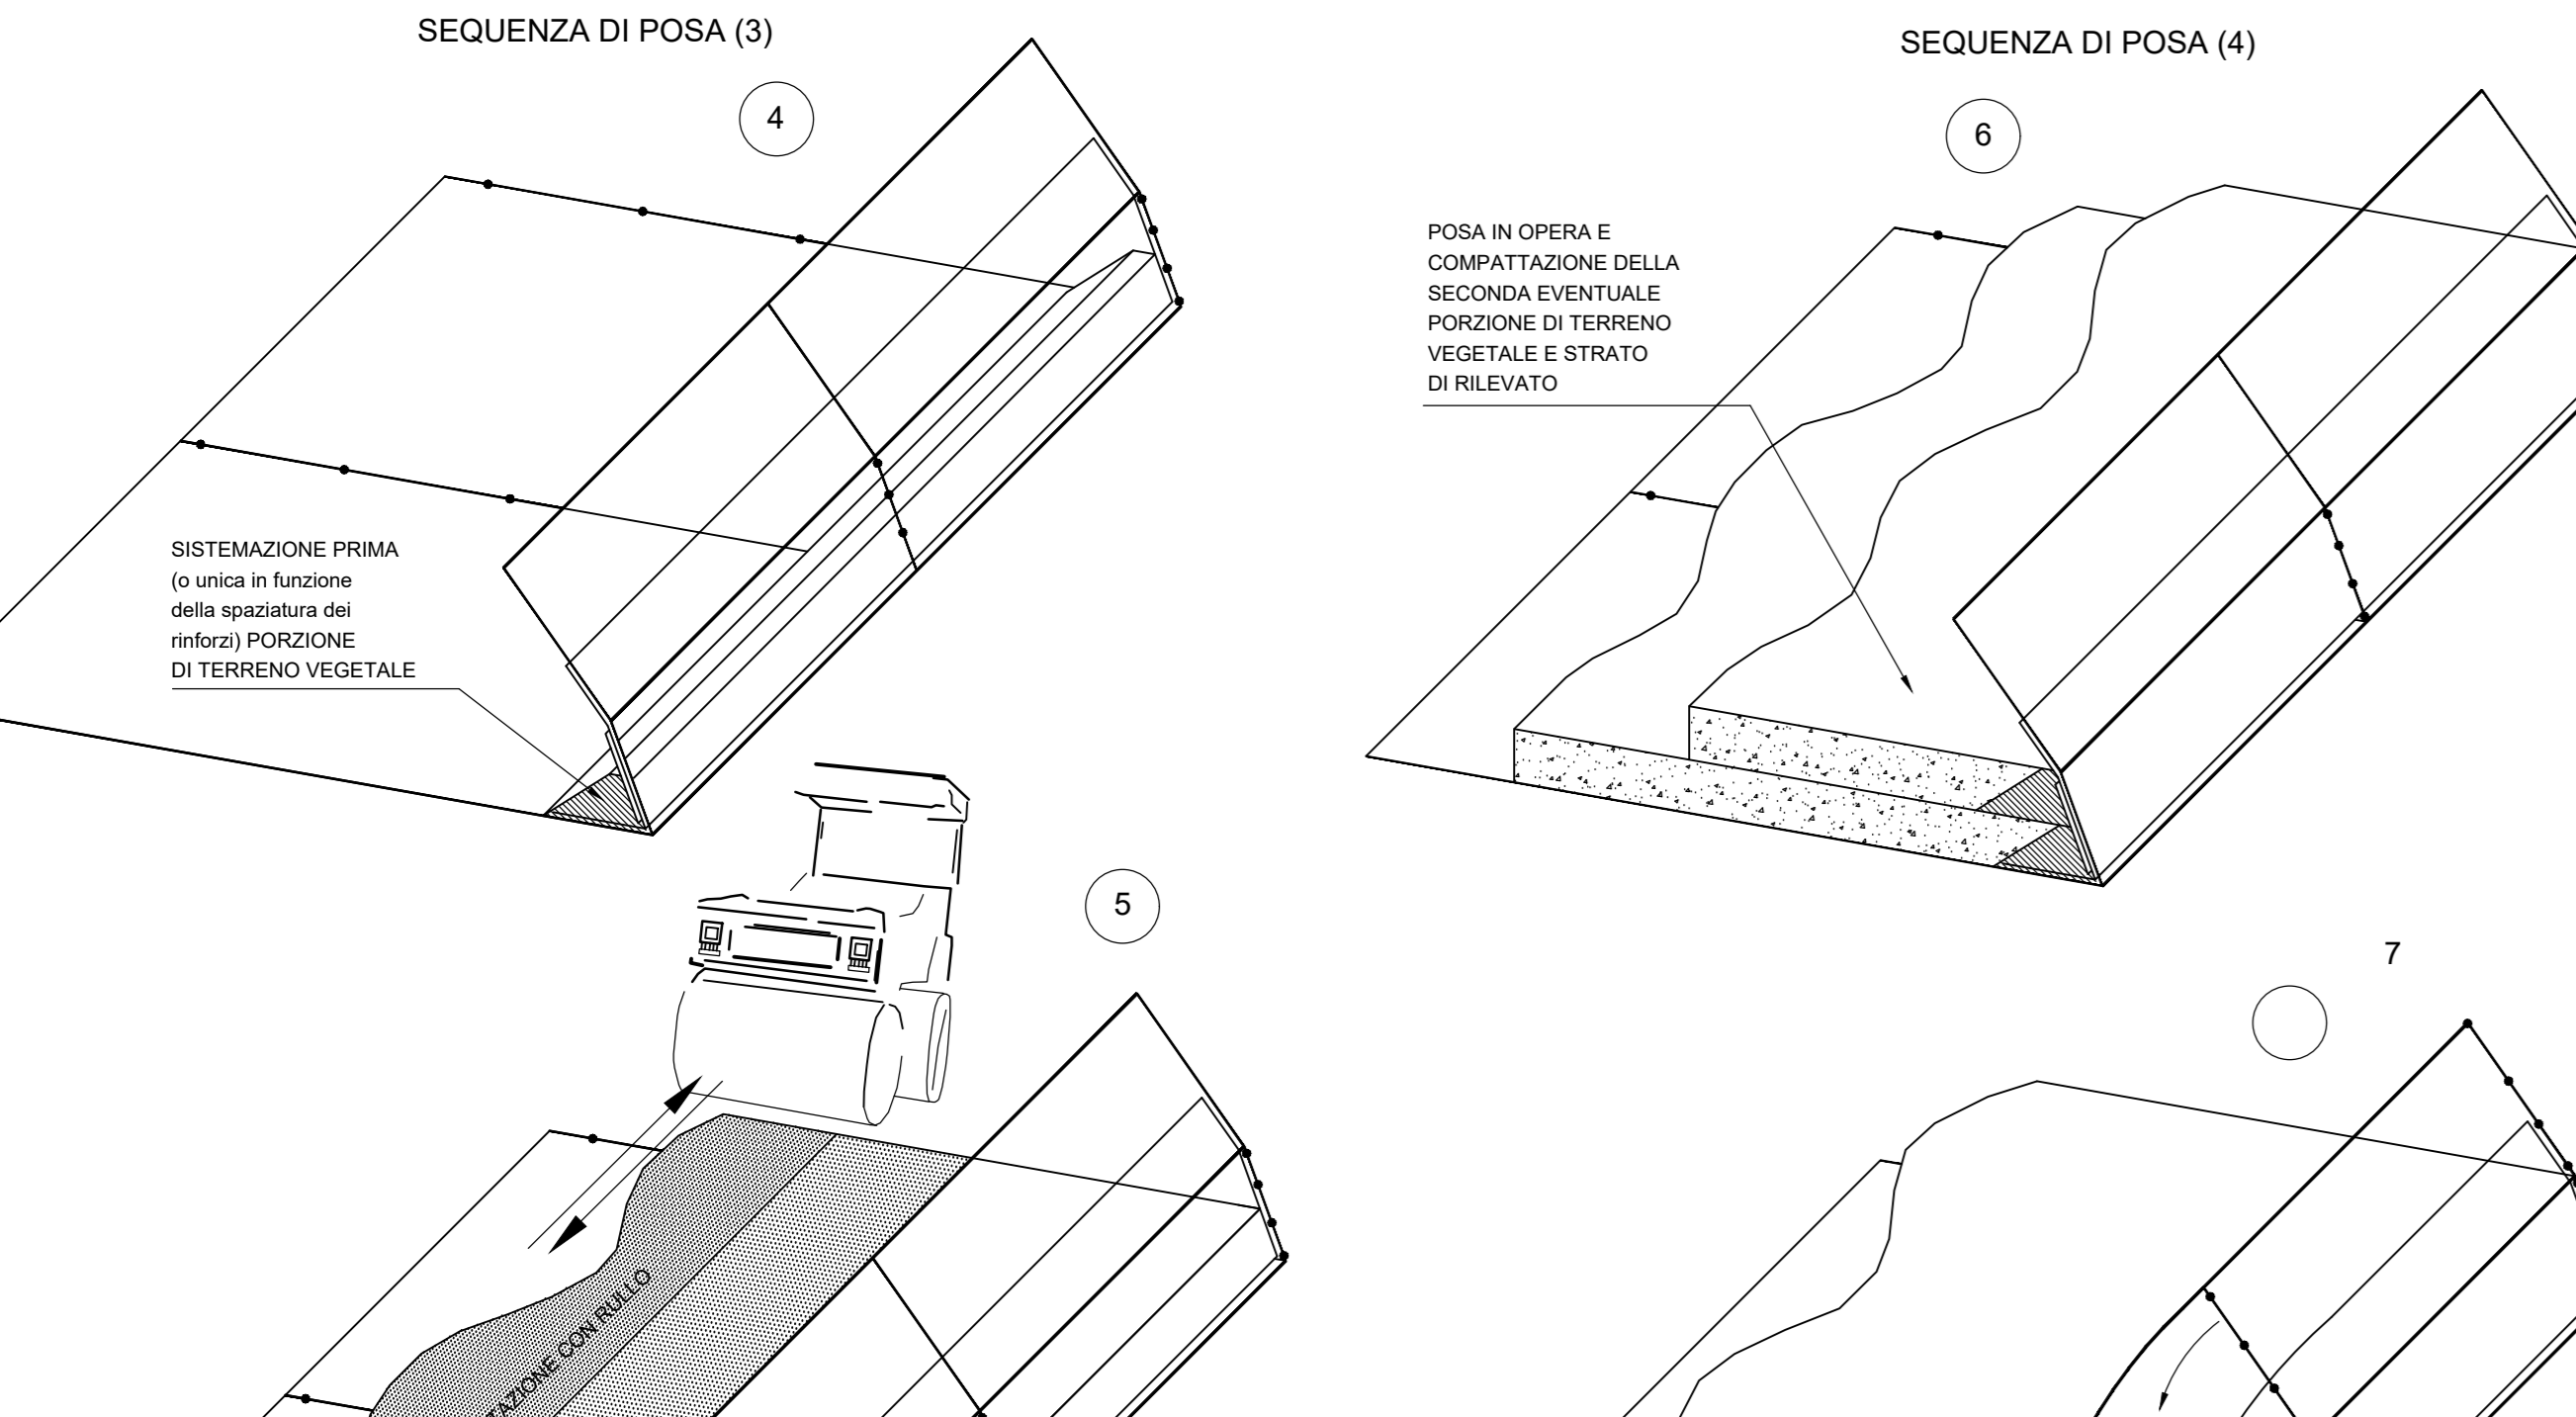 SEQUENZA DI POSA (3)
4
SISTEMAZIONE PRIMA
(o unica in funzione
della spaziatura dei
rinforzi) PORZIONE
DI TERRENO VEGETALE
5
CON RULLO
SEQUENZA DI POSA (4)
6
POSA IN OPERA E
COMPATTAZIONE DELLA
SECONDA EVENTUALE
PORZIONE DI TERRENO
VEGETALE E STRATO
DI RILEVATO
7